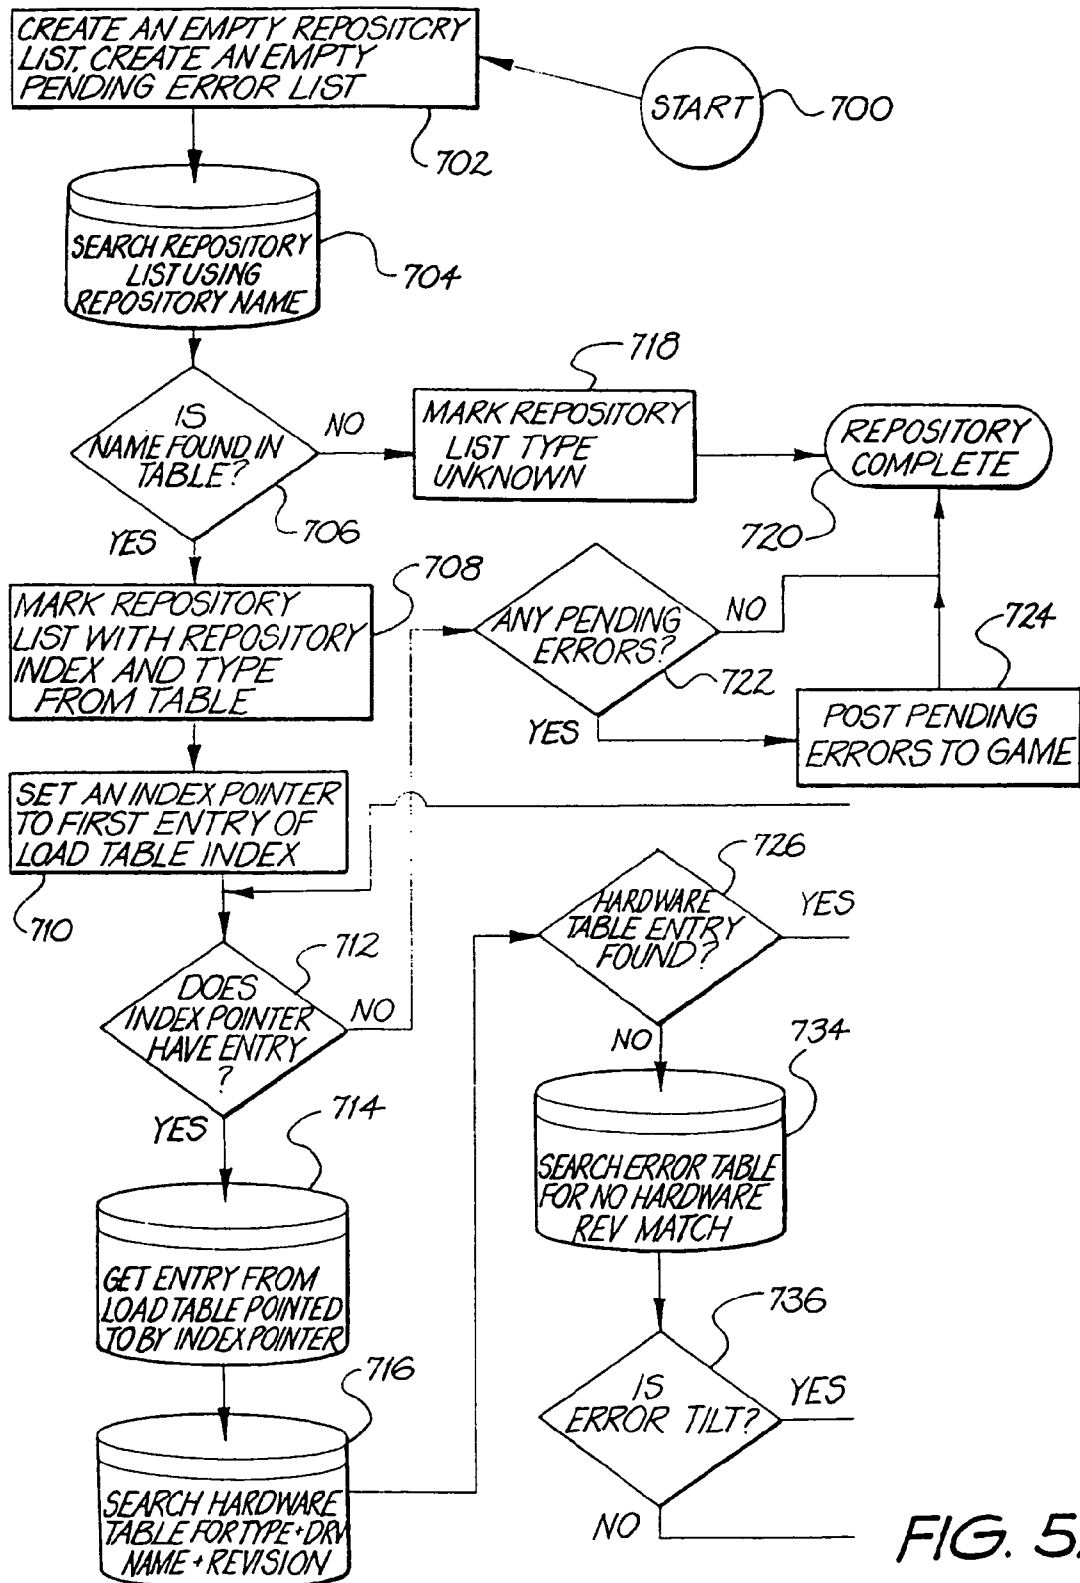 CREATE AN EMPTY REPOSITORY
LIST, CREATE AN EMPTY
PENDING ERROR LIST
702
START
700
SEARCH REPOSITORY
LIST USING
REPOSITORY NAME
704
IS
NAME FOUND IN
TABLE?
706
NO
YES
718
MARK REPOSITORY
LIST TYPE
UNKNOWN
REPOSITORY
COMPLETE
720
708
MARK REPOSITORY
LIST WITH REPOSITORY
INDEX AND TYPE
FROM TABLE
ANY PENDING
ERRORS?
722
NO
YES
724
POST PENDING
ERRORS TO GAME
SET AN INDEX POINTER
TO FIRST ENTRY OF
LOAD TABLE INDEX
710
712
DOES
INDEX POINTER
HAVE ENTRY
?
NO
YES
726
HARDWARE
TABLE ENTRY
FOUND?
YES
NO
714
GET ENTRY FROM
LOAD TABLE POINTED
TO BY INDEX POINTER
734
SEARCH ERROR TABLE
FOR NO HARDWARE
REV MATCH
716
SEARCH HARDWARE
TABLE FOR TYPE + DRV
NAME + REVISION
736
IS
ERROR TILT?
YES
NO
FIG. 5